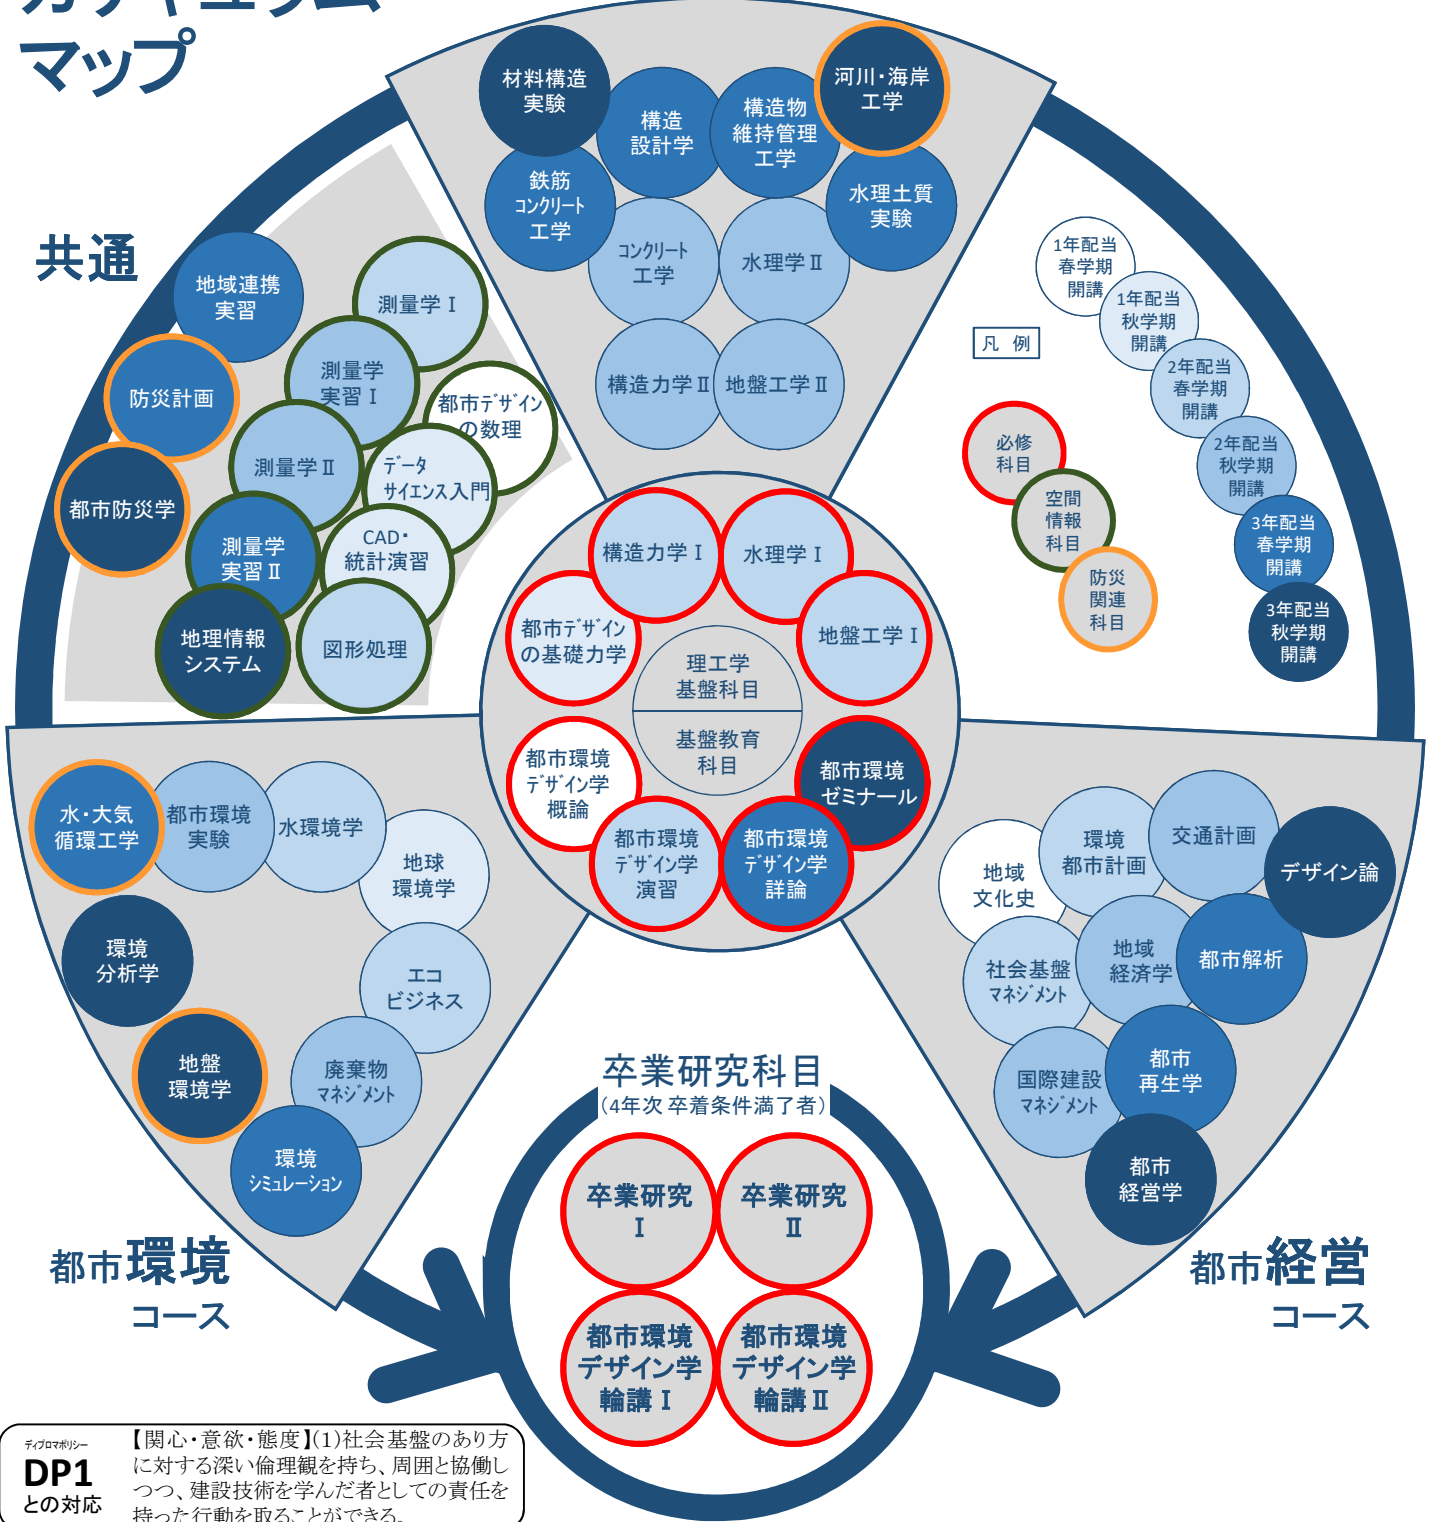 カリキュラム
マップ
材料構造
実験
構造
設計学
構造物
維持管理
工学
河川・海岸
工学
鉄筋
コンクリート
工学
水理土質
実験
コンクリート
工学
水理学Ⅱ
構造力学Ⅱ
地盤工学Ⅱ
共通
地域連携
実習
測量学Ⅰ
防災計画
測量学
実習Ⅰ
都市デザイン
の数理
測量学Ⅱ
データ
サイエンス入門
都市防災学
測量学
実習Ⅱ
CAD・
統計演習
地理情報
システム
図形処理
1年配当
春学期
開講
1年配当
秋学期
開講
2年配当
春学期
開講
2年配当
秋学期
開講
3年配当
春学期
開講
3年配当
秋学期
開講
凡 例
必修
科目
空間
情報
科目
防災
関連
科目
構造力学Ⅰ
水理学Ⅰ
都市デザイン
の基礎力学
地盤工学Ⅰ
理工学
基盤科目
基盤教育
科目
都市環境
デザイン学
概論
都市環境
ゼミナール
都市環境
デザイン学
演習
都市環境
デザイン学
詳論
水・大気
循環工学
都市環境
実験
水環境学
地球
環境学
環境
分析学
エコ
ビジネス
地盤
環境学
廃棄物
マネジメント
環境
シミュレーション
都市環境
コース
地域
文化史
環境
都市計画
交通計画
デザイン論
社会基盤
マネジメント
地域
経済学
都市解析
国際建設
マネジメント
都市
再生学
都市
経営学
都市経営
コース
卒業研究科目
(4年次 卒着条件満了者)
卒業研究
Ⅰ
卒業研究
Ⅱ
都市環境
デザイン学
輪講Ⅰ
都市環境
デザイン学
輪講Ⅱ
ディプロマポリシー
DP1
との対応
【関心・意欲・態度】(1)社会基盤のあり方
に対する深い倫理観を持ち、周囲と協働し
つつ、建設技術を学んだ者としての責任を
持った行動を取ることができる。